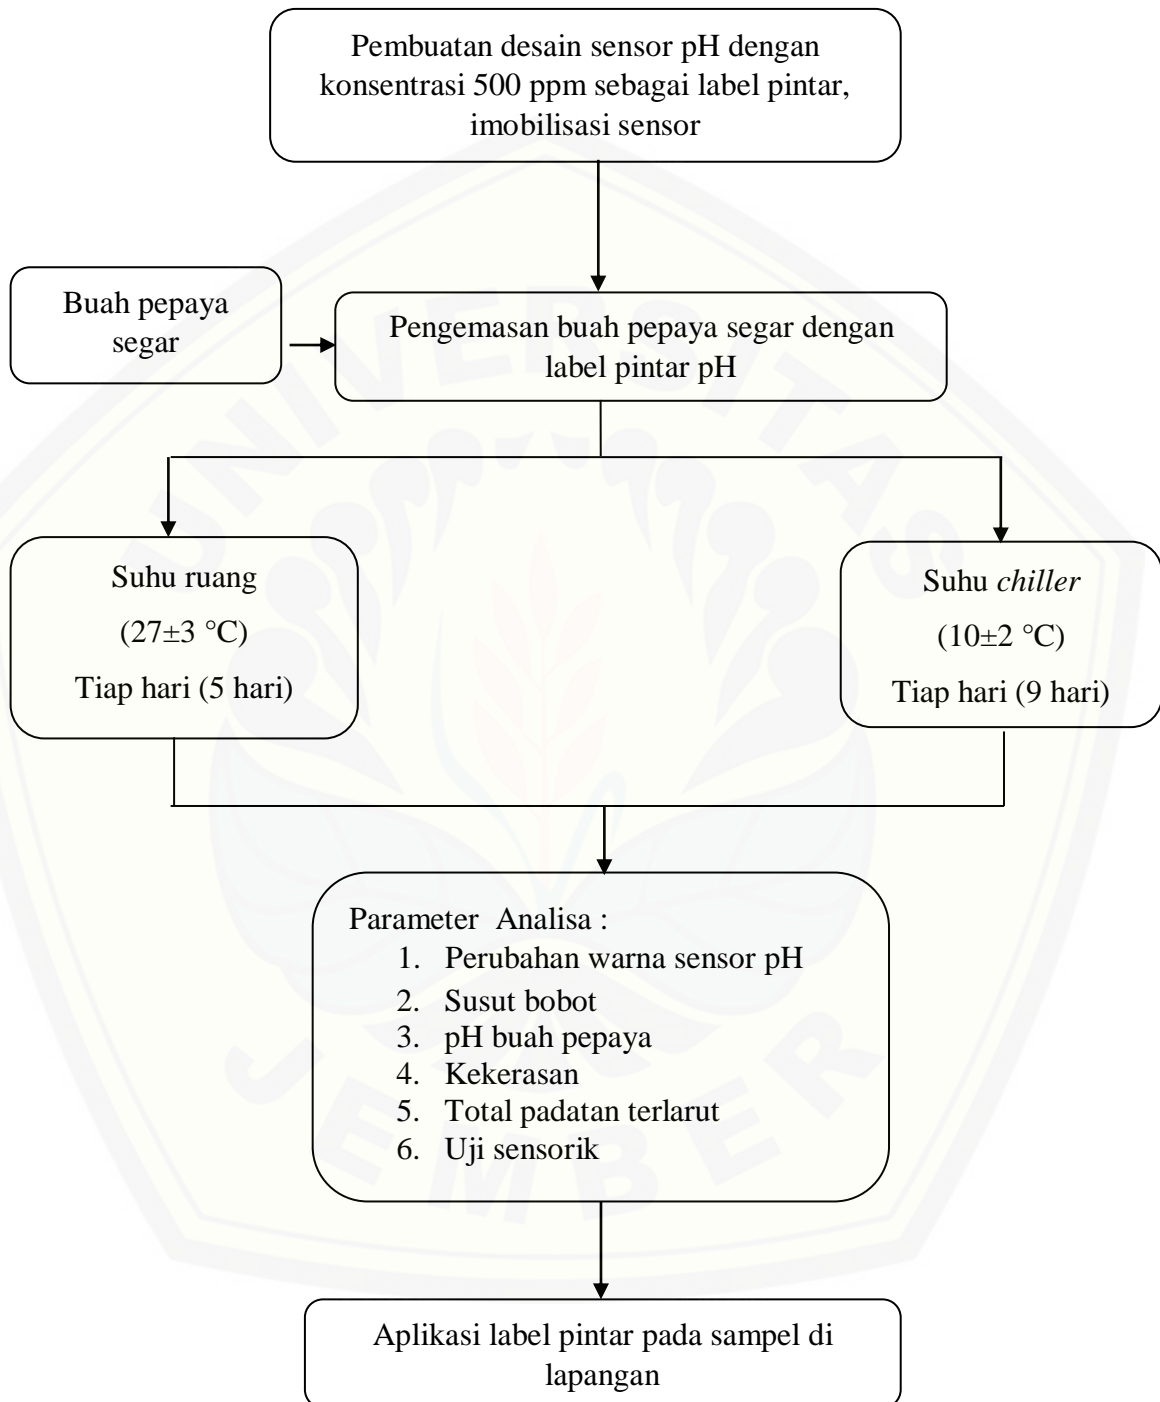 Pembuatan desain sensor pH dengan
konsentrasi 500 ppm sebagai label pintar,
imobilisasi sensor
Buah pepaya
segar
Pengemasan buah pepaya segar dengan
label pintar pH
Suhu ruang
(27±3 °C)
Tiap hari (5 hari)
Suhu chiller
(10±2 °C)
Tiap hari (9 hari)
Parameter Analisa :
1. Perubahan warna sensor pH
2. Susut bobot
3. pH buah pepaya
4. Kekerasan
5. Total padatan terlarut
6. Uji sensorik
Aplikasi label pintar pada sampel di
lapangan
UNIVERSITAS
JEMBER